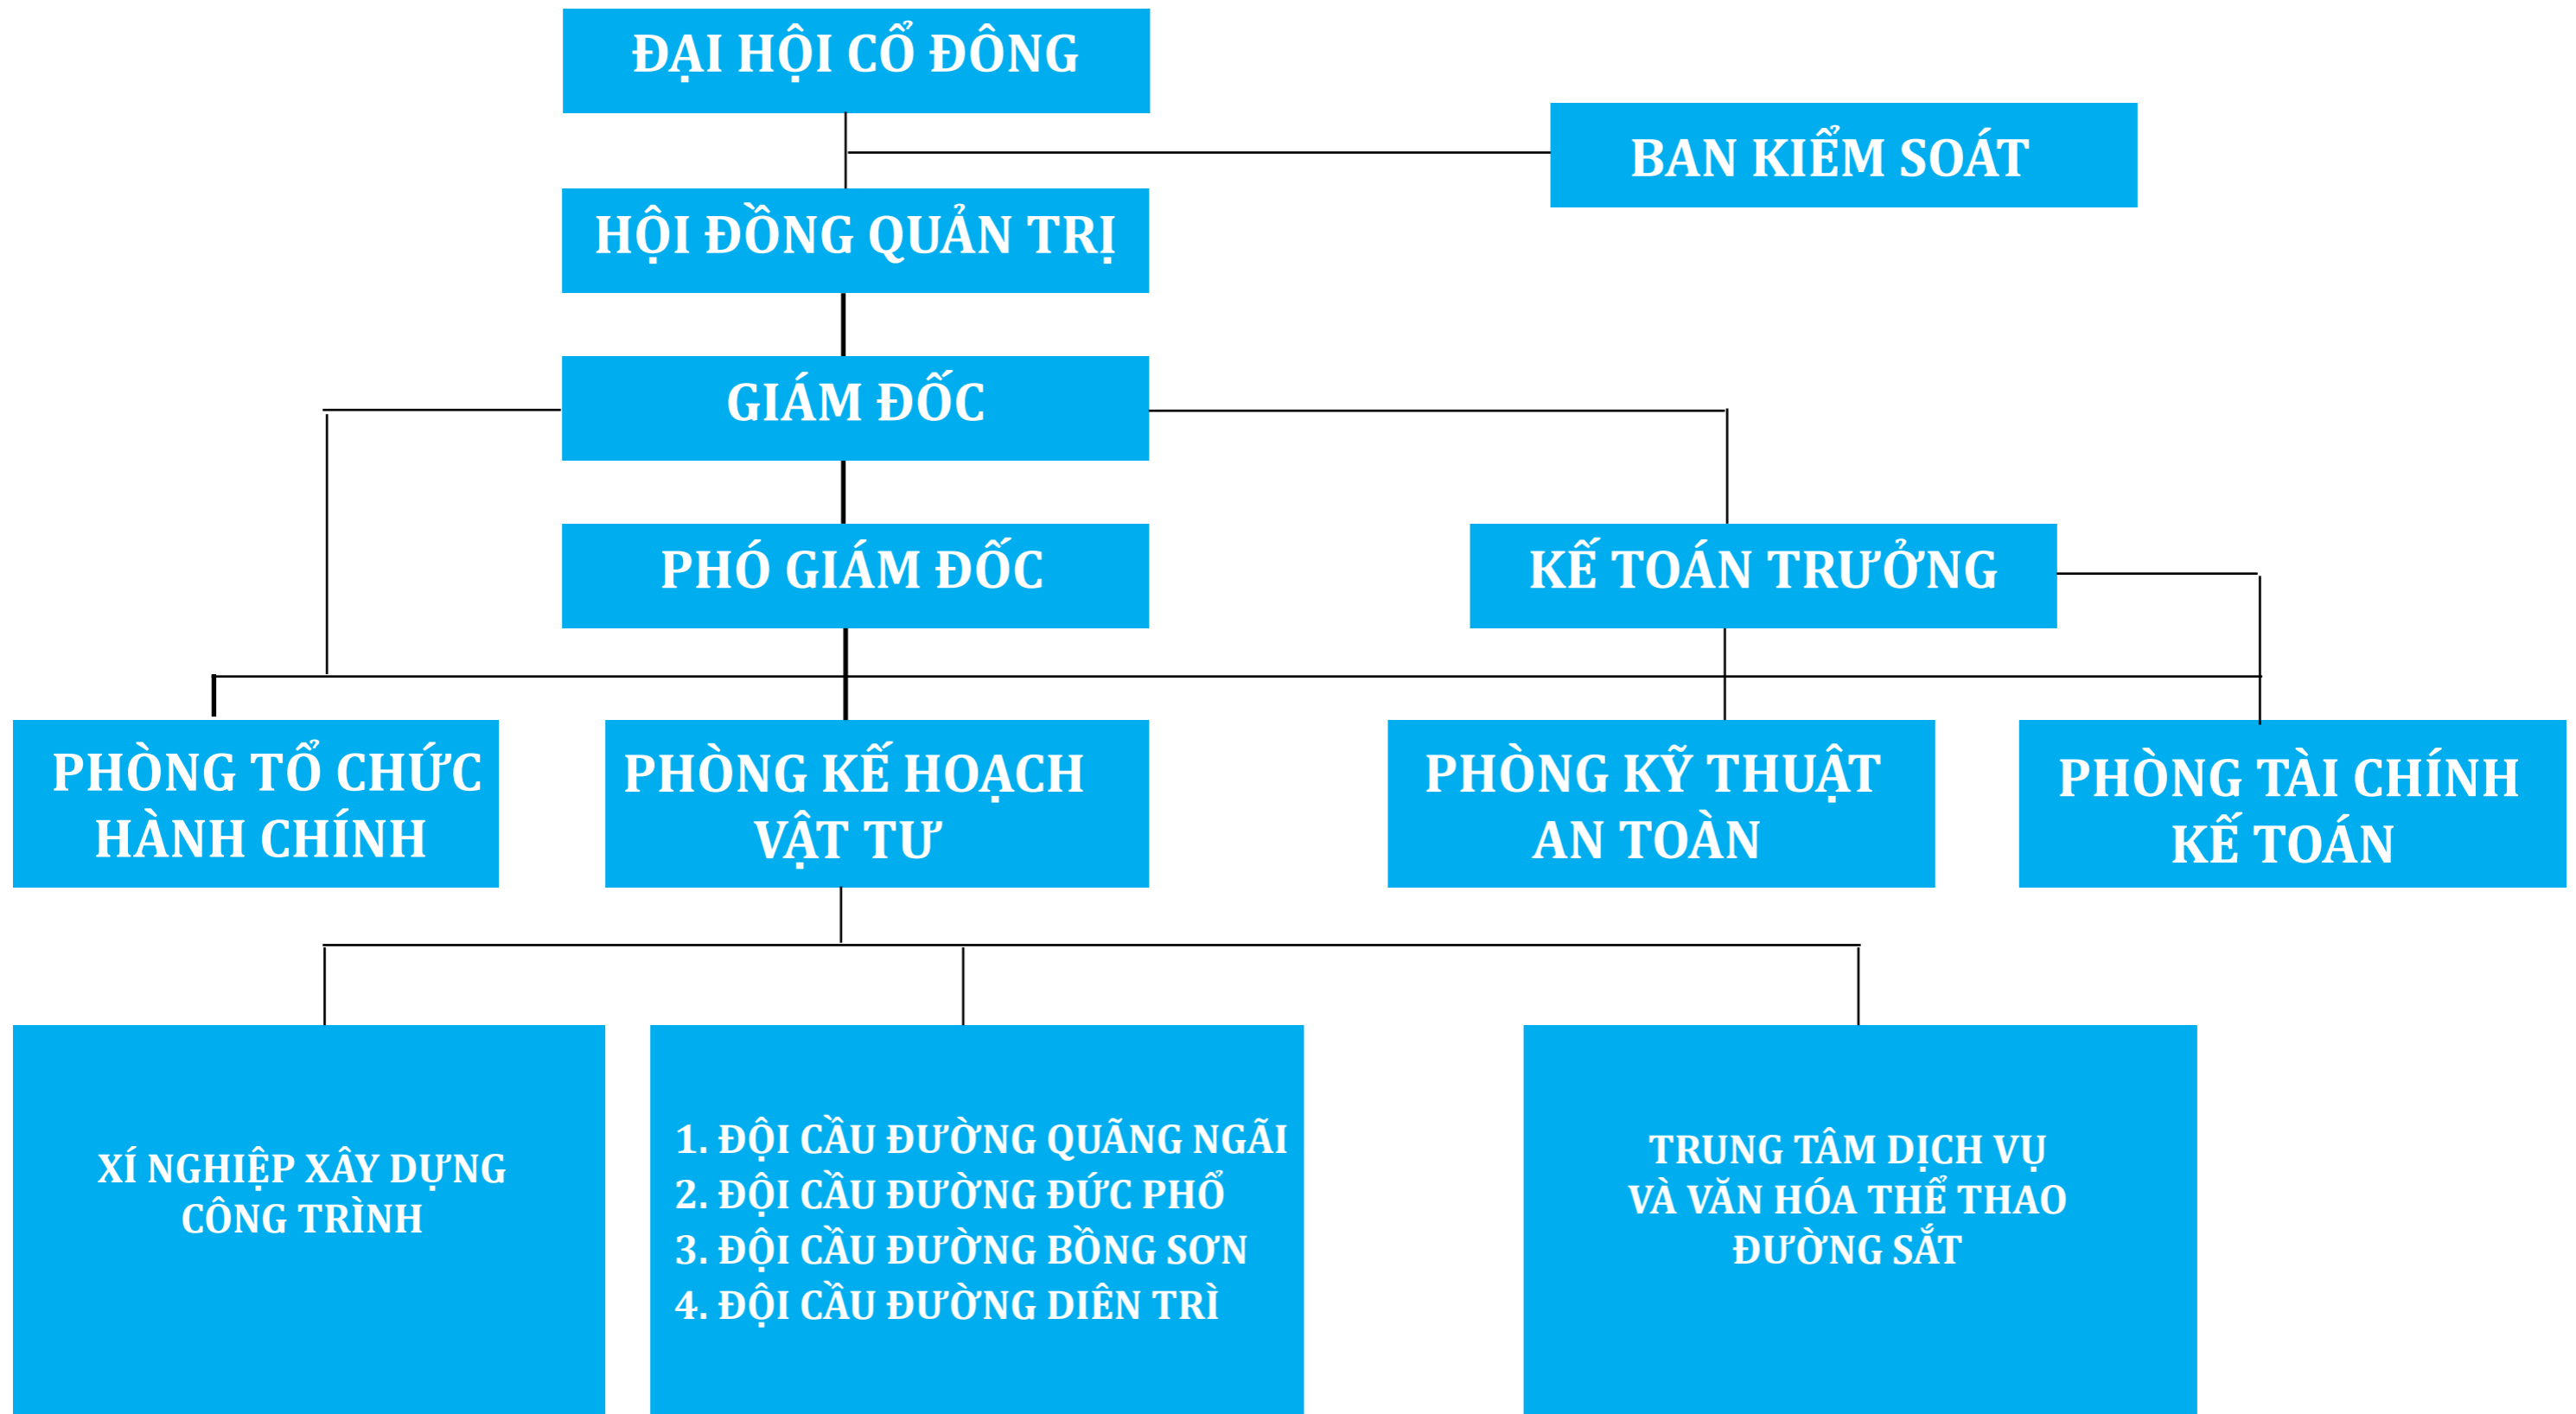 ĐẠI HỘI CỔ ĐÔNG
BAN KIỂM SOÁT
HỘI ĐỒNG QUẢN TRỊ
GIÁM ĐỐC
PHÓ GIÁM ĐỐC
KẾ TOÁN TRƯỞNG
PHÒNG TỔ CHỨC
HÀNH CHÍNH
PHÒNG KẾ HOẠCH
VẬT TƯ
PHÒNG KỸ THUẬT
AN TOÀN
PHÒNG TÀI CHÍNH
KẾ TOÁN
XÍ NGHIỆP XÂY DỰNG
CÔNG TRÌNH
1. ĐỘI CẦU ĐƯỜNG QUÃNG NGÃI
2. ĐỘI CẦU ĐƯỜNG ĐỨC PHỔ
3. ĐỘI CẦU ĐƯỜNG BỒNG SƠN
4. ĐỘI CẦU ĐƯỜNG DIÊN TRÌ
TRUNG TÂM DỊCH VỤ
VÀ VĂN HÓA THỂ THAO
ĐƯỜNG SẮT